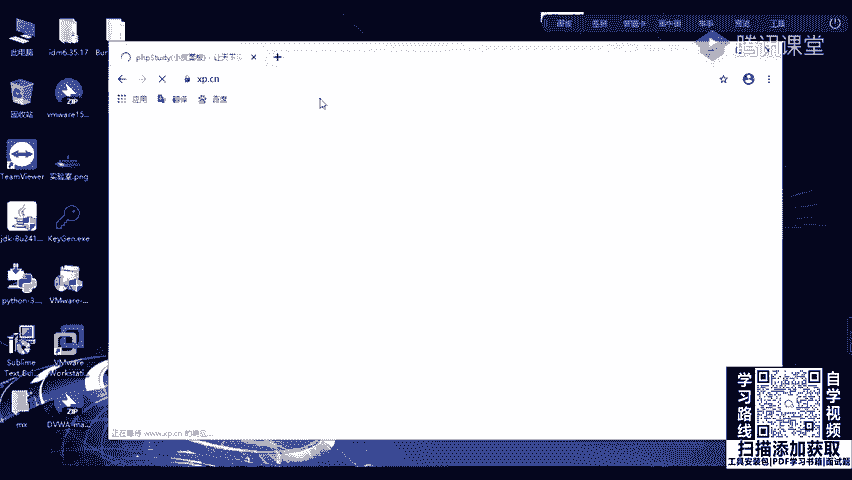 此电脑
idm6.35.17
回收站
vmware15...
TeamViewer
实验室.png
jdk-8u241...
KeyGen.exe
python-3....
VMware-...
Sublime
Text Bui...
VMware
Workstati...
mx
DVWA-ma...
工具
腾讯课堂
phpStudy(小皮面板) - 让天下
xp.cn
应用
翻译
百度
正在等待 www.xp.cn 的响应...
学习路线
自学视频
扫描添加获取
工具安装包|PDF学习书籍|面试题